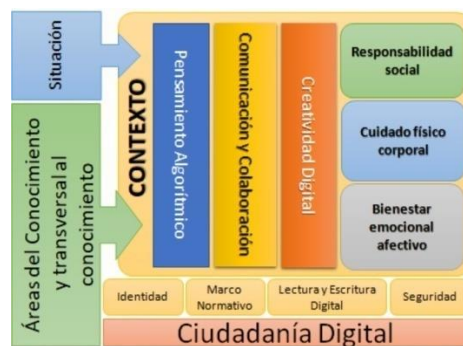 Situación
Áreas del Conocimiento
y transversal al
conocimiento
CONTEXTO
Pensamiento Algorítmico
Comunicación y
Colaboración
Creatividad Digital
Responsabilidad
social
Cuidado físico
corporal
Bienestar
emocional
afectivo
Identidad
Marco
Normativo
Lectura y Escritura
Digital
Seguridad
Ciudadanía Digital